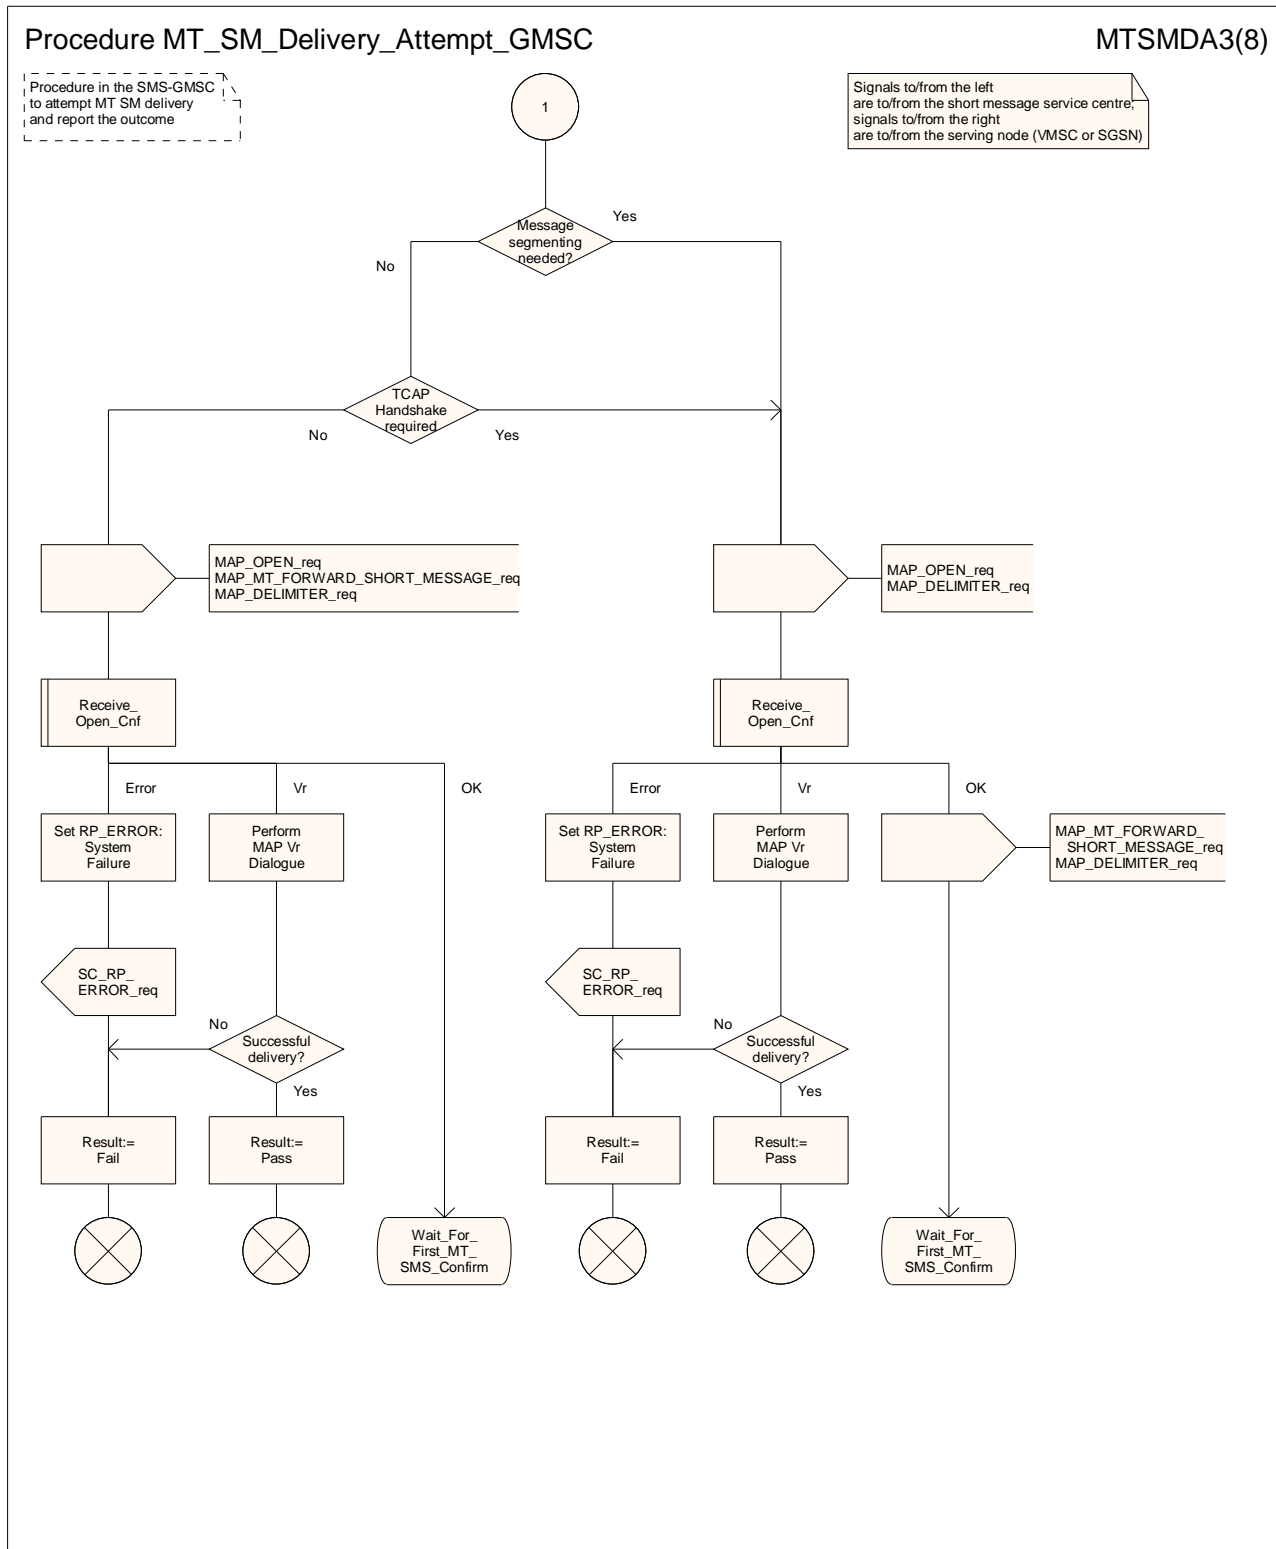 Procedure MT_SM_Delivery_Attempt_GMSC
MTSMDA3(8)
Procedure in the SMS-GMSC
to attempt MT SM delivery
and report the outcome
1
Signals to/from the left
are to/from the short message service centre;
signals to/from the right
are to/from the serving node (VMSC or SGSN)
Message
segmenting
needed?
Yes
No
TCAP
Handshake
required
No
Yes
MAP_OPEN_req
MAP_MT_FORWARD_SHORT_MESSAGE_req
MAP_DELIMITER_req
MAP_OPEN_req
MAP_DELIMITER_req
Receive_
Open_Cnf
Receive_
Open_Cnf
Error
Vr
OK
Error
Vr
OK
Set RP_ERROR:
System
Failure
Perform
MAP Vr
Dialogue
Set RP_ERROR:
System
Failure
Perform
MAP Vr
Dialogue
MAP_MT_FORWARD_
SHORT_MESSAGE_req
MAP_DELIMITER_req
SC_RP_
ERROR_req
SC_RP_
ERROR_req
No
Successful
delivery?
Yes
No
Successful
delivery?
Yes
Result:=
Fail
Result:=
Pass
Result:=
Fail
Result:=
Pass
Wait_For_
First_MT_
SMS_Confirm
Wait_For_
First_MT_
SMS_Confirm